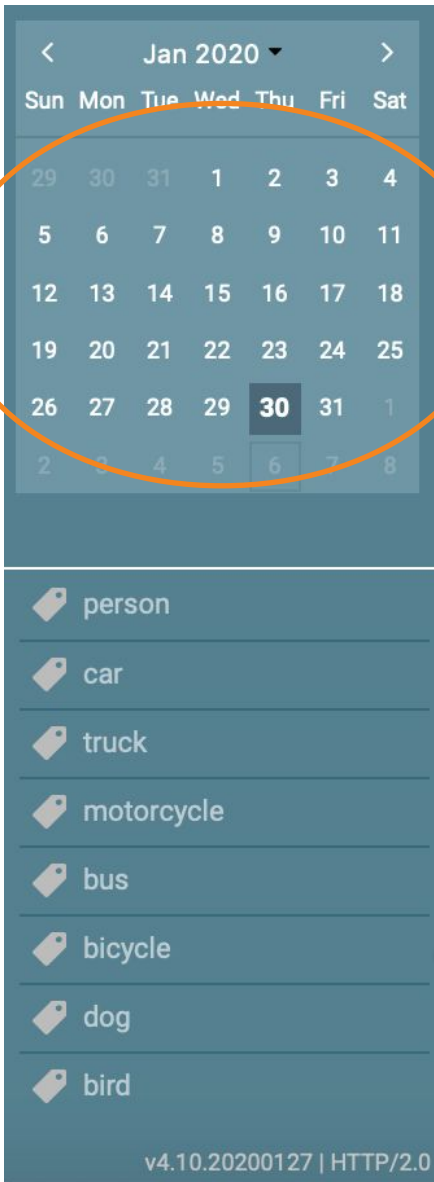 Jan 2020
Sun Mon Tue Wed Thu Fri Sat
29 30 31 1 2 3 4
5 6 7 8 9 10 11
12 13 14 15 16 17 18
19 20 21 22 23 24 25
26 27 28 29 30 31 1
2 3 4 5 6 7 8
person
car
truck
motorcycle
bus
bicycle
dog
bird
v4.10.20200127 | HTTP/2.0